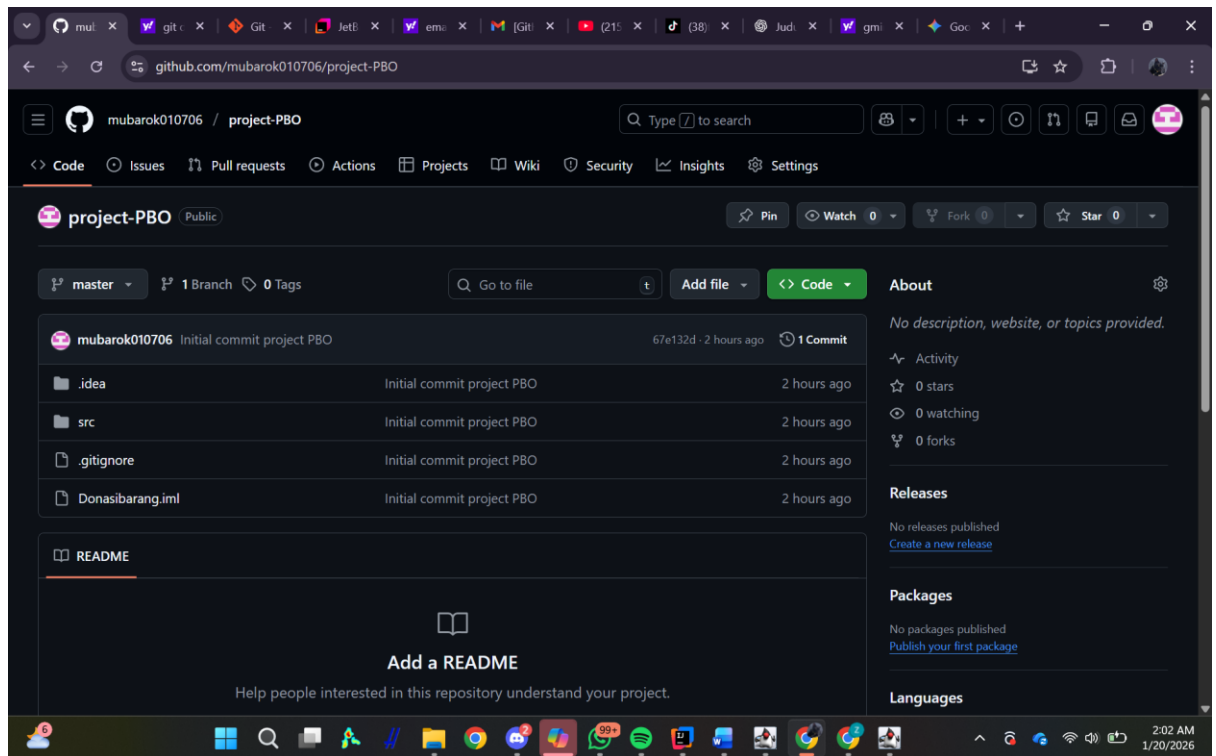 mub
git c
Git -
JetB
ema
[Git
(215
(38)
Jud
gmi
Goo
github.com/mubarok010706/project-PBO
mubarok010706 / project-PBO
Type / to search
Code Issues Pull requests Actions Projects Wiki Security Insights Settings
project-PBO Public
Pin Watch 0 Fork 0 Star 0
master 1 Branch 0 Tags Go to file t Add file <> Code
mubarok010706 Initial commit project PBO 67e132d · 2 hours ago 1 Commit
.idea Initial commit project PBO 2 hours ago
src Initial commit project PBO 2 hours ago
.gitignore Initial commit project PBO 2 hours ago
Donasibarang.iml Initial commit project PBO 2 hours ago
README
Add a README
Help people interested in this repository understand your project.
About
No description, website, or topics provided.
Activity
0 stars
0 watching
0 forks
Releases
No releases published
Create a new release
Packages
No packages published
Publish your first package
Languages
6
2
99+
2:02 AM
1/20/2026